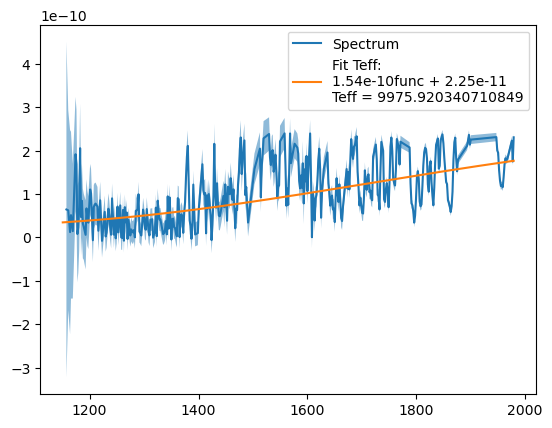 1e−10
Spectrum
Fit Teff:
1.54e-10func + 2.25e-11
Teff = 9975.920340710849
4
3
2
1
0
−1
−2
−3
1200
1400
1600
1800
2000